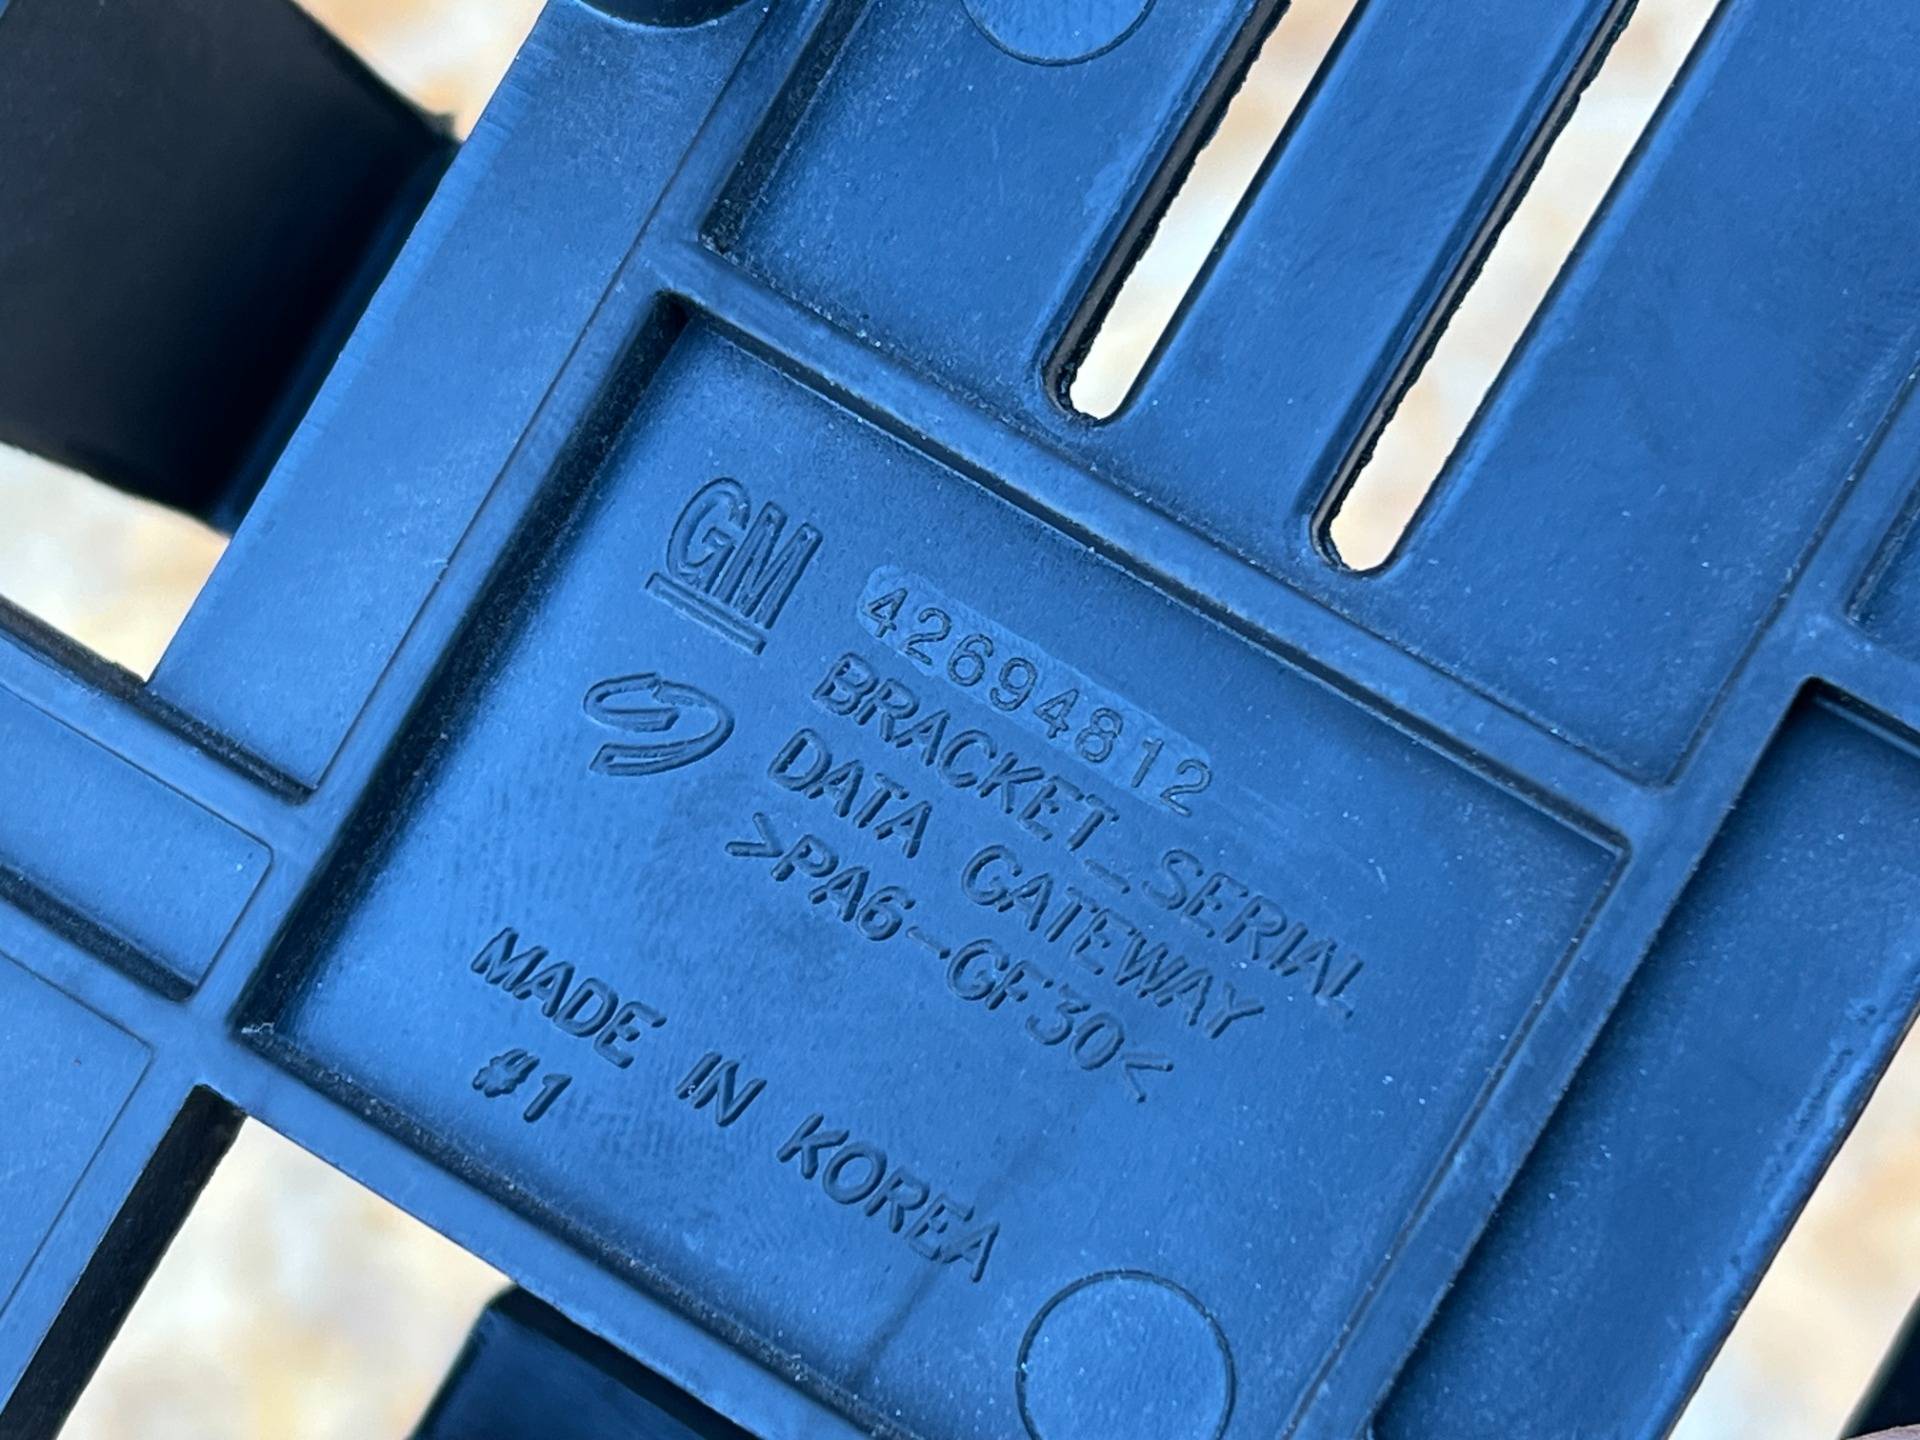 GM
42694812
BRACKET_SERIAL
DATA GATEWAY
>PA6-GF30<
MADE IN KOREA
#1